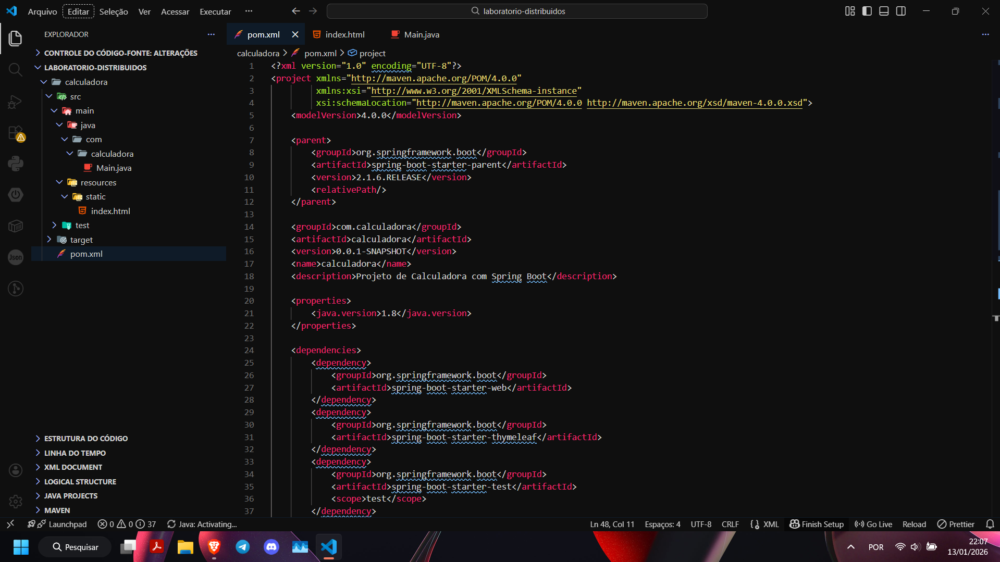 Arquivo Editar Seleção Ver Acessar Executar ··· laboratorio-distribuidos
EXPLORADOR
CONTROLE DO CÓDIGO-FONTE: ALTERAÇÕES
LABORATORIO-DISTRIBUIDOS
calculadora
src
main
java
com
calculadora
Main.java
resources
static
index.html
test
target
pom.xml
ESTRUTURA DO CÓDIGO
LINHA DO TEMPO
XML DOCUMENT
LOGICAL STRUCTURE
JAVA PROJECTS
MAVEN
Json
pom.xml index.html Main.java
calculadora > pom.xml > project
1 <?xml version="1.0" encoding="UTF-8"?>
2 <project xmlns="http://maven.apache.org/POM/4.0.0"
3 xmlns:xsi="http://www.w3.org/2001/XMLSchema-instance"
4 xsi:schemaLocation="http://maven.apache.org/POM/4.0.0 http://maven.apache.org/xsd/maven-4.0.0.xsd">
5 <modelVersion>4.0.0</modelVersion>
6
7 <parent>
8 <groupId>org.springframework.boot</groupId>
9 <artifactId>spring-boot-starter-parent</artifactId>
10 <version>2.1.6.RELEASE</version>
11 <relativePath/>
12 </parent>
13
14 <groupId>com.calculadora</groupId>
15 <artifactId>calculadora</artifactId>
16 <version>0.0.1-SNAPSHOT</version>
17 <name>calculadora</name>
18 <description>Projeto de Calculadora com Spring Boot</description>
19
20 <properties>
21 <java.version>1.8</java.version>
22 </properties>
23
24 <dependencies>
25 <dependency>
26 <groupId>org.springframework.boot</groupId>
27 <artifactId>spring-boot-starter-web</artifactId>
28 </dependency>
29 <dependency>
30 <groupId>org.springframework.boot</groupId>
31 <artifactId>spring-boot-starter-thymeleaf</artifactId>
32 </dependency>
33 <dependency>
34 <groupId>org.springframework.boot</groupId>
35 <artifactId>spring-boot-starter-test</artifactId>
36 <scope>test</scope>
37 </dependency>
Launchpad 0 0 37 Java: Activating... Ln 48, Col 11 Espaços: 4 UTF-8 CRLF XML Finish Setup Go Live Reload Prettier
Pesquisar POR 22:07
13/01/2026